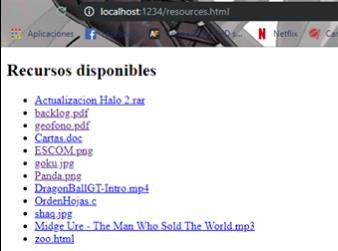 localhost:1234/resources.html
Aplicaciones
Netflix
Recursos disponibles
Actualizacion Halo 2.rar
backlog.pdf
geofono.pdf
Cartas.doc
ESCOM.png
goku.jpg
Panda.png
DragonBallGT-Intro.mp4
OrdenHojas.c
shaq.jpg
Midge Ure - The Man Who Sold The World.mp3
zoo.html